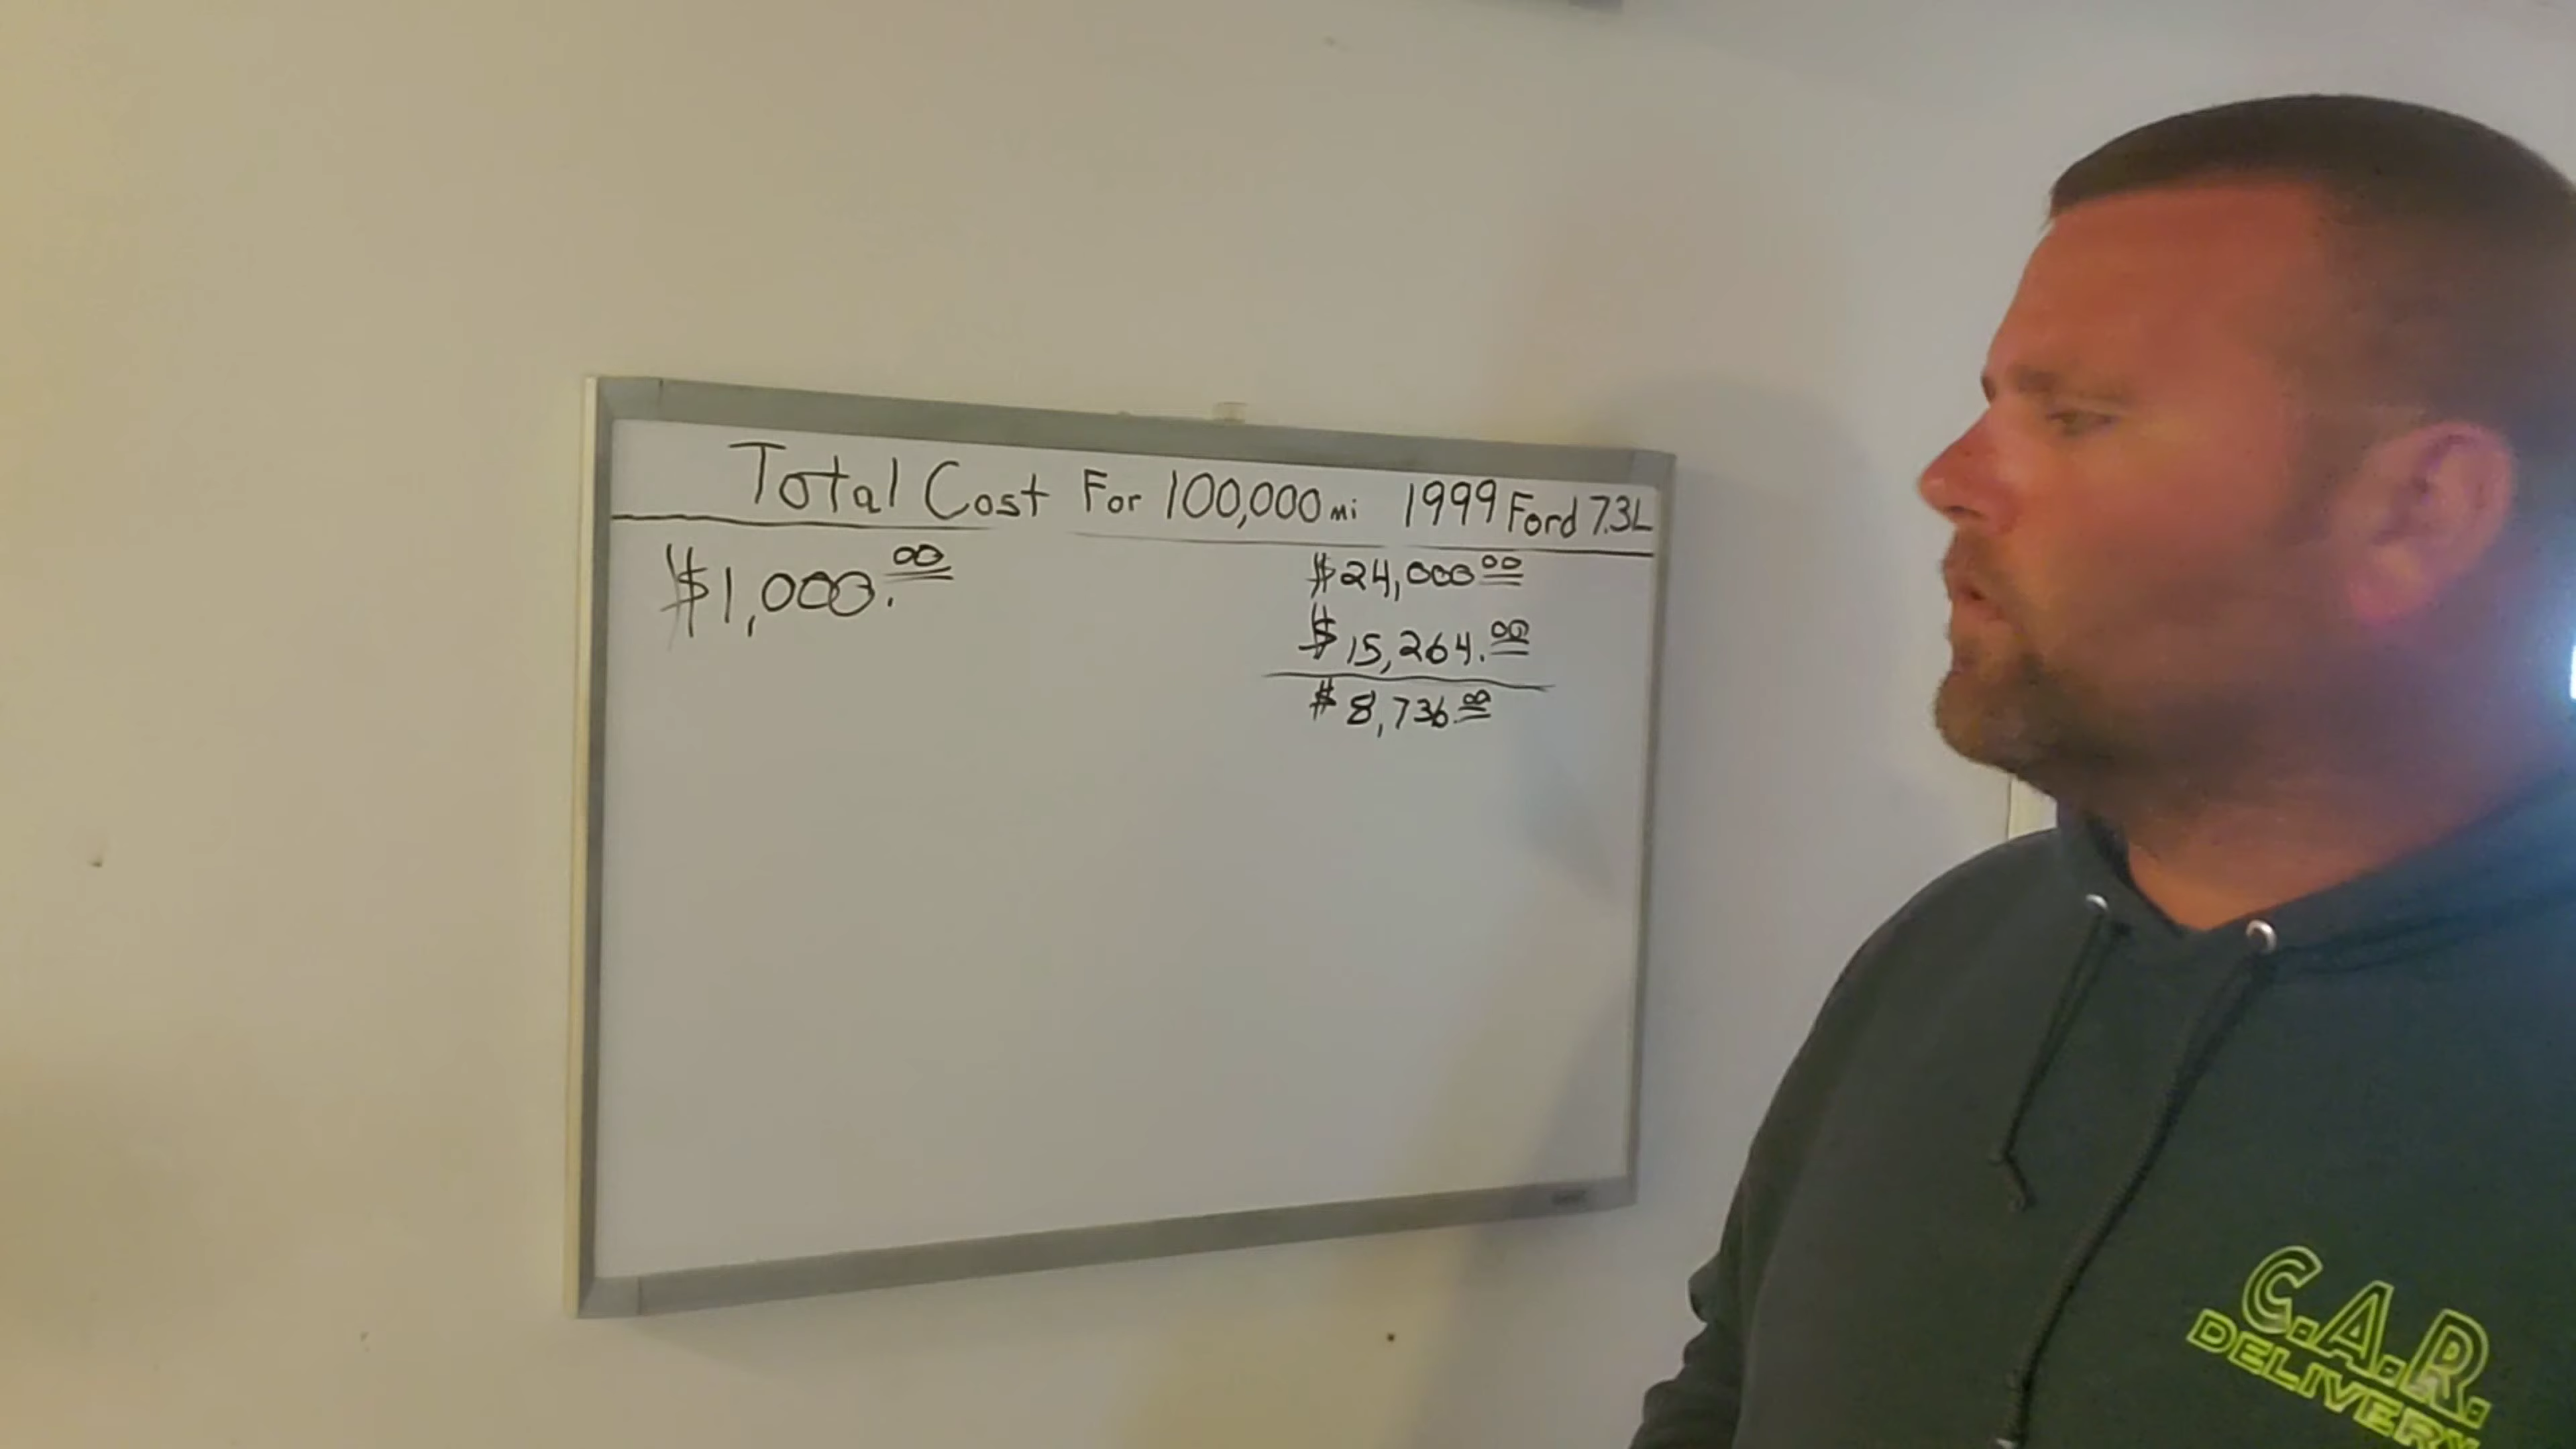 Total Cost For 100,000 mi 1999 Ford 7.3L
$1,000.00
$24,000 00
$15,264.00
$8,736.00
C.A.R.
DELIVERY